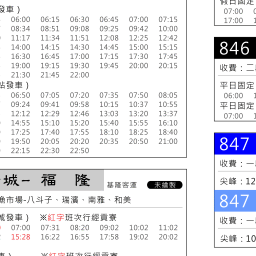 發車)
06:00 06:15 06:30 06:45 07:00 07:15
08:34 08:51 09:08 09:25 09:42 10:00
11:17 11:34 11:51 12:08 12:25 12:42
14:00 14:15 14:30 14:45 15:00 15:15
16:30 16:45 17:00 17:15 17:30 17:45
19:00 19:15 19:30 19:45 20:00 20:15
21:30 21:45 22:00
站發車)
06:50 07:05 07:20 07:35 07:50 08:05
09:24 09:41 09:58 10:15 10:37 10:55
12:12 12:29 12:46 13:03 13:20 13:37
14:55 15:10 15:20 15:40 15:55 16:10
17:25 17:40 17:55 18:10 18:25 18:40
19:50 20:05 20:20 20:35 20:50 21:00
22:15 22:30 22:50
城－福 隆 基隆客運 未繪製
漁市場-八斗子、瑞濱、南雅、和美
發車) ※紅字班次行經貢寮
07:00 07:31 08:20 09:02 10:02 11:02
15:28 16:22 16:55 17:58 19:02 20:02
發車) ※紅字班次行經貢寮
假日固定
07:00
17:00
846
收費:二
平日固定
06:00
平日固定
07:00
847
收費:一
尖峰:12
847
收費:一
尖峰:10